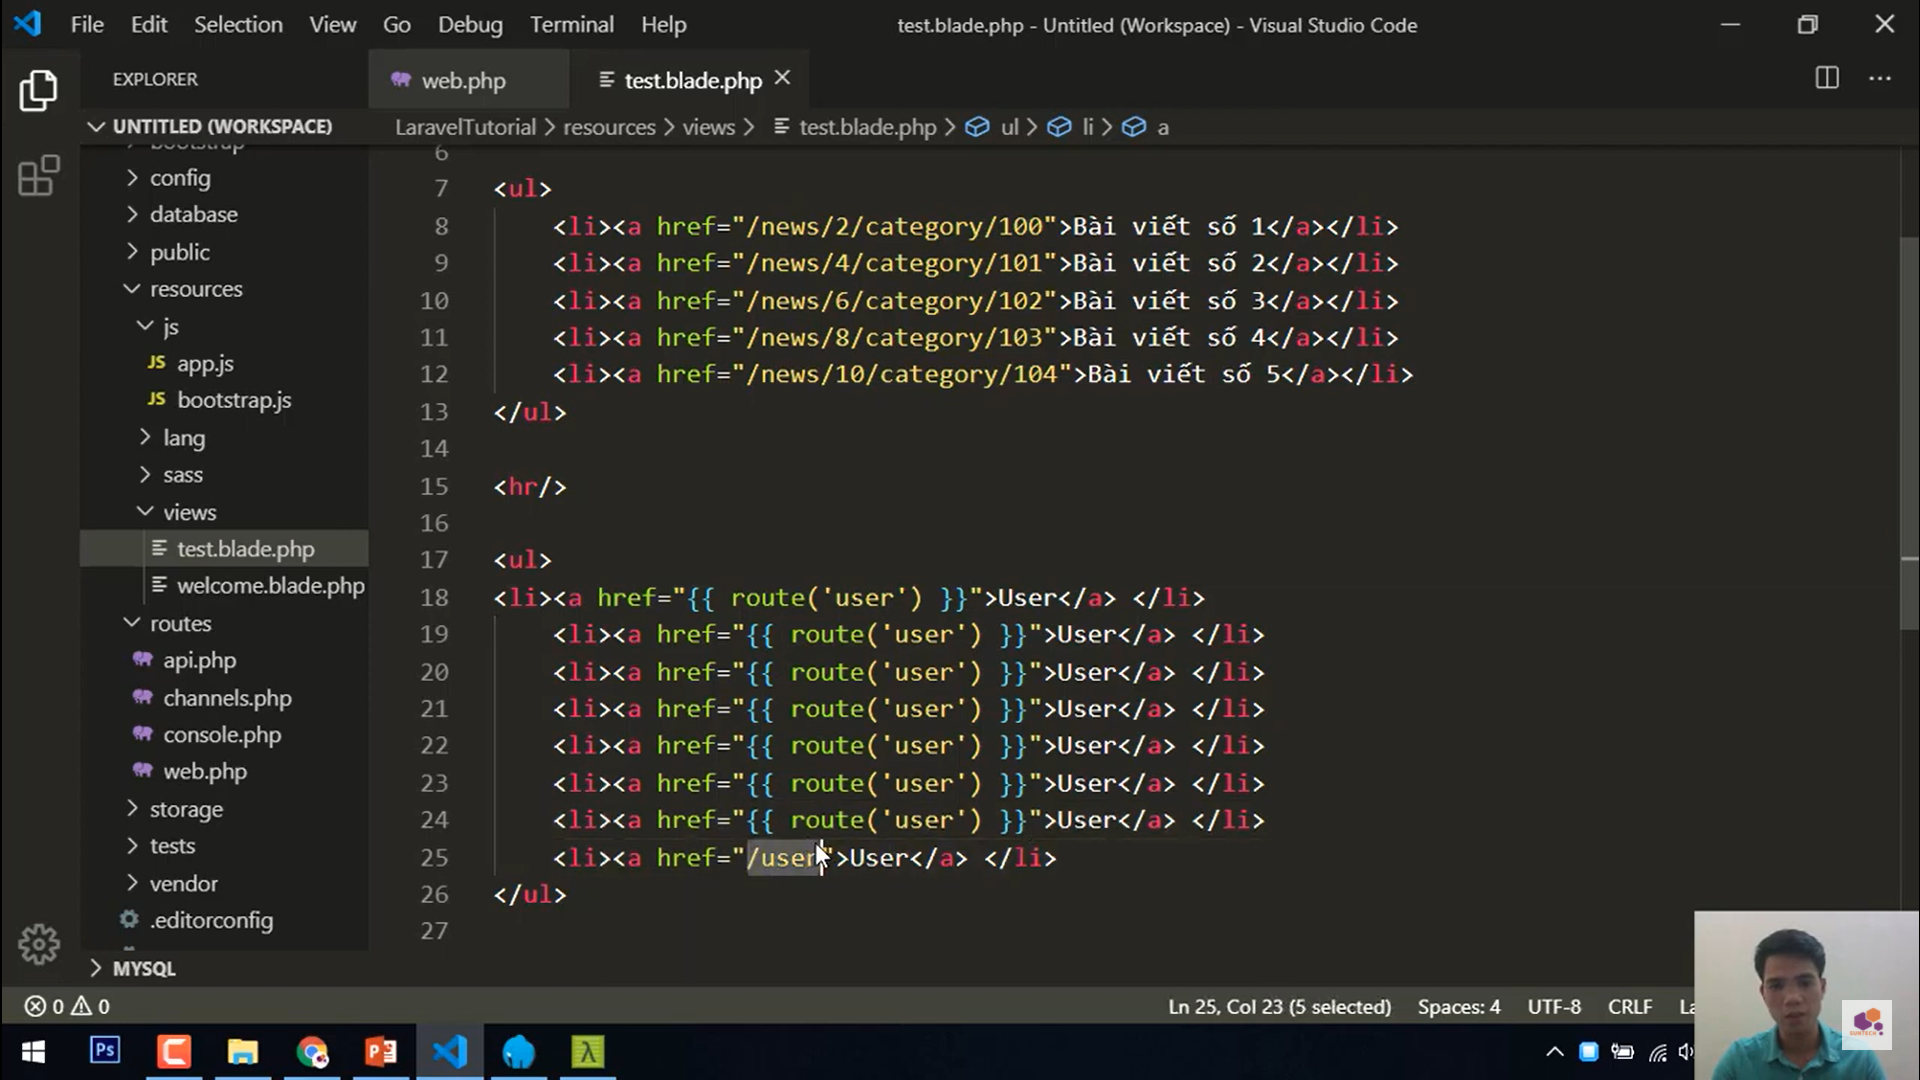 File Edit Selection View Go Debug Terminal Help
test.blade.php - Untitled (Workspace) - Visual Studio Code
EXPLORER
web.php
test.blade.php
UNTITLED (WORKSPACE)
LaravelTutorial > resources > views > test.blade.php > ul > li > a
bootstrap
config
database
public
resources
js
JS app.js
JS bootstrap.js
lang
sass
views
test.blade.php
welcome.blade.php
routes
api.php
channels.php
console.php
web.php
storage
tests
vendor
.editorconfig
MYSQL
6
7 <ul>
8 <li><a href="/news/2/category/100">Bài viết số 1</a></li>
9 <li><a href="/news/4/category/101">Bài viết số 2</a></li>
10 <li><a href="/news/6/category/102">Bài viết số 3</a></li>
11 <li><a href="/news/8/category/103">Bài viết số 4</a></li>
12 <li><a href="/news/10/category/104">Bài viết số 5</a></li>
13 </ul>
14
15 <hr/>
16
17 <ul>
18 <li><a href="{{ route('user') }}">User</a> </li>
19 <li><a href="{{ route('user') }}">User</a> </li>
20 <li><a href="{{ route('user') }}">User</a> </li>
21 <li><a href="{{ route('user') }}">User</a> </li>
22 <li><a href="{{ route('user') }}">User</a> </li>
23 <li><a href="{{ route('user') }}">User</a> </li>
24 <li><a href="{{ route('user') }}">User</a> </li>
25 <li><a href="/user">User</a> </li>
26 </ul>
27
0 0
Ln 25, Col 23 (5 selected) Spaces: 4 UTF-8 CRLF La
Ps
SUNTECH